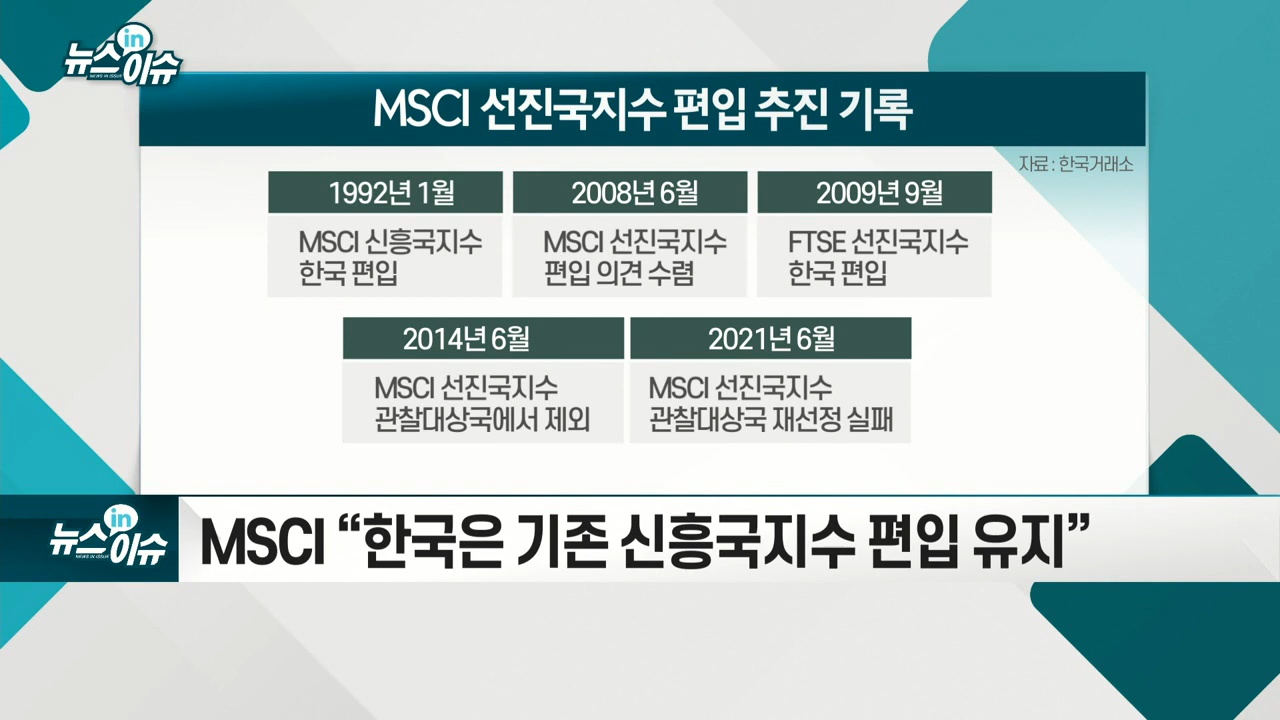 뉴스in이슈
NEWS IN ISSUE
MSCI 선진국지수 편입 추진 기록
자료 : 한국거래소
1992년 1월
MSCI 신흥국지수
한국 편입
2008년 6월
MSCI 선진국지수
편입 의견 수렴
2009년 9월
FTSE 선진국지수
한국 편입
2014년 6월
MSCI 선진국지수
관찰대상국에서 제외
2021년 6월
MSCI 선진국지수
관찰대상국 재선정 실패
뉴스in이슈
NEWS IN ISSUE
MSCI “한국은 기존 신흥국지수 편입 유지”